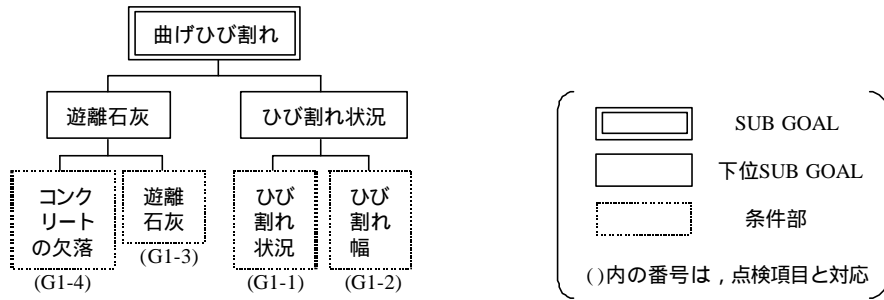 曲げひび割れ
遊離石灰
ひび割れ状況
コンク
リート
の欠落
(G1-4)
遊離
石灰
(G1-3)
ひび
割れ
状況
(G1-1)
ひび
割れ
幅
(G1-2)
SUB GOAL
下位SUB GOAL
条件部
( )内の番号は , 点検項目と対応